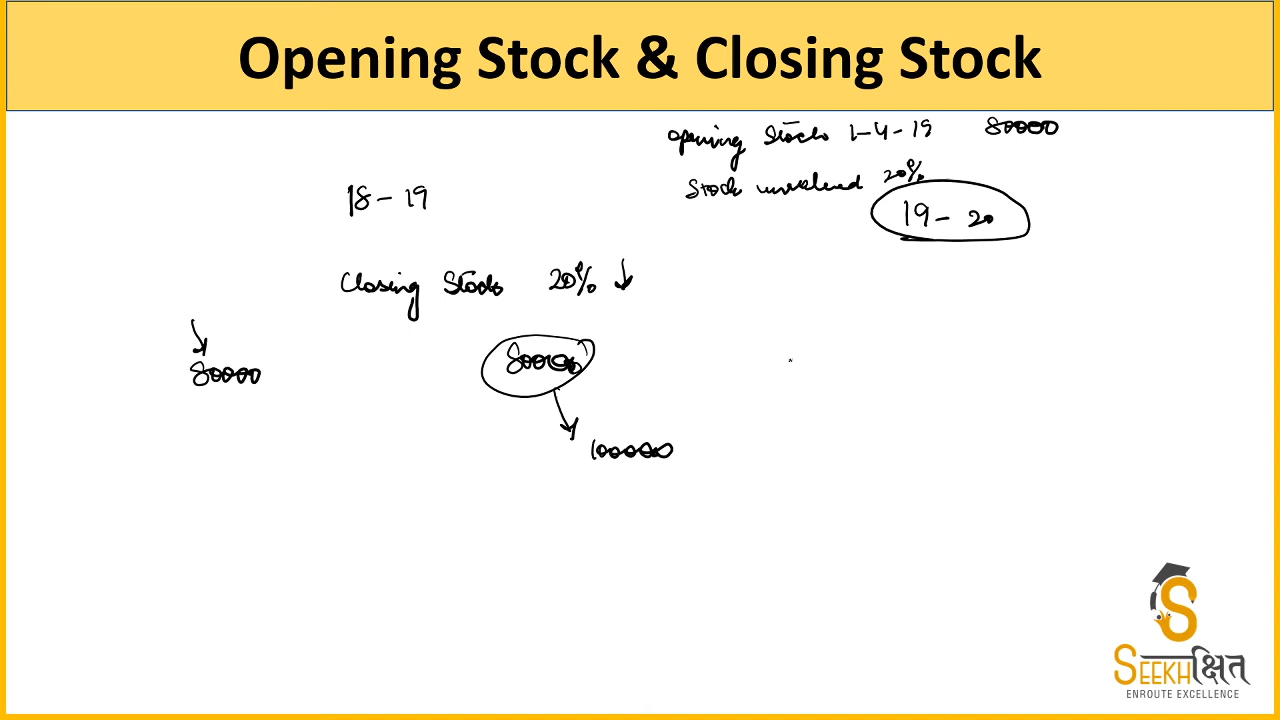 Opening Stock & Closing Stock
opening Stock 1-4-19 80000
Stock 20%
18-19
19-20
Closing Stock 20% ↓
80000
80000
100000
SEEKHक्षित
ENROUTE EXCELLENCE